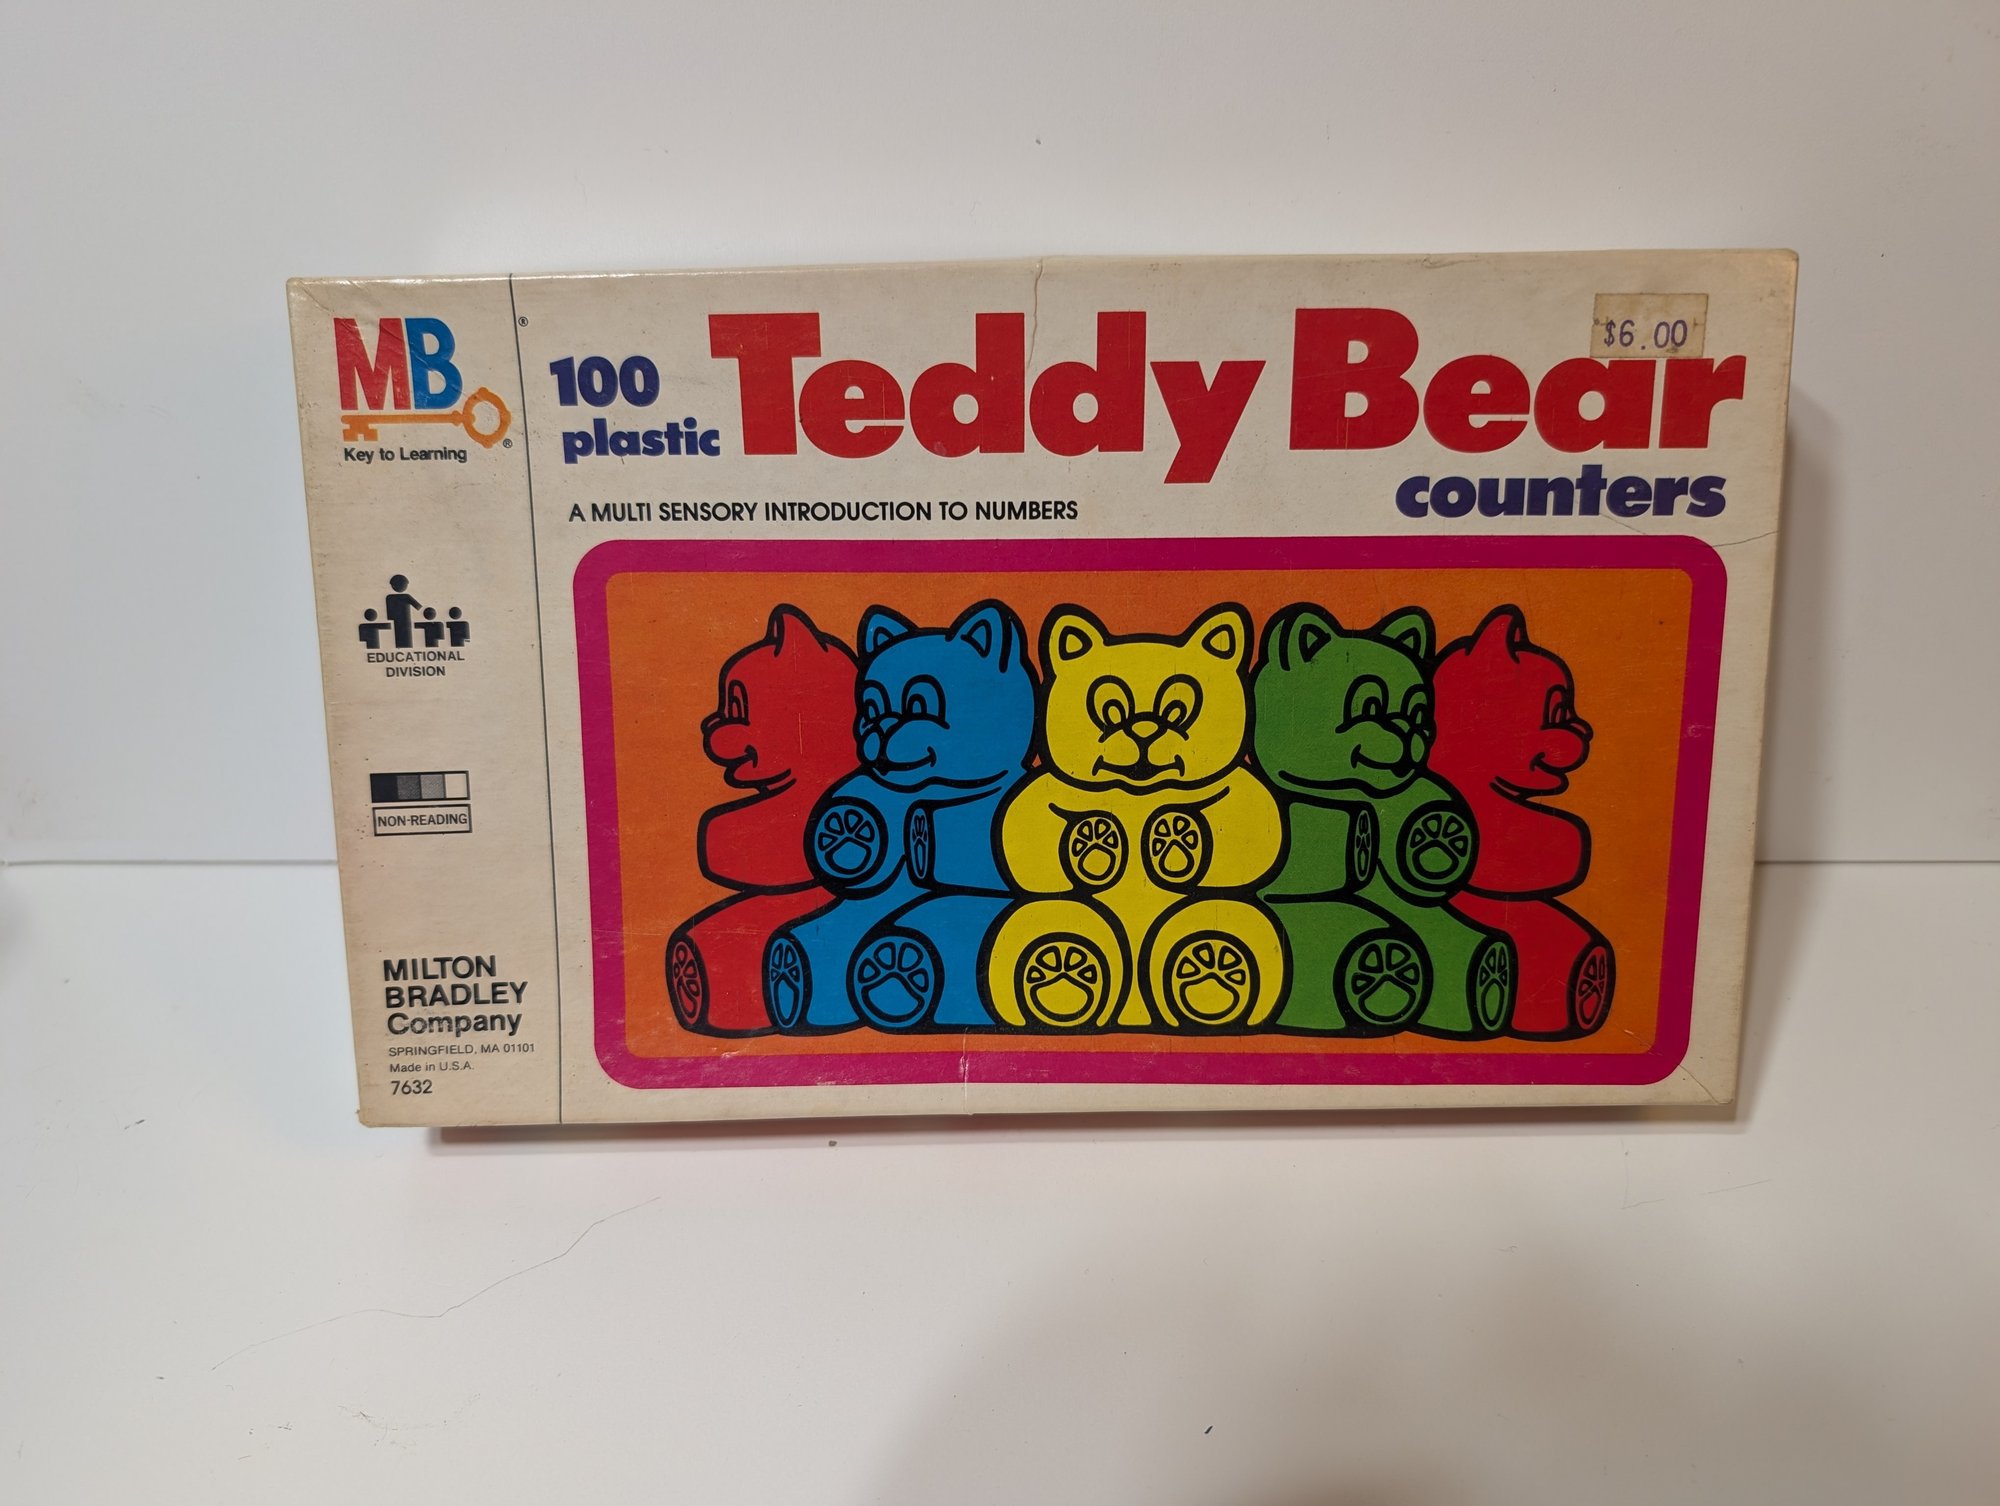 MB®
Key to Learning®
EDUCATIONAL
DIVISION
NON-READING
MILTON
BRADLEY
Company
SPRINGFIELD, MA 01101
Made in U.S.A.
7632
100
plastic
Teddy Bear
counters
$6.00
A MULTI SENSORY INTRODUCTION TO NUMBERS